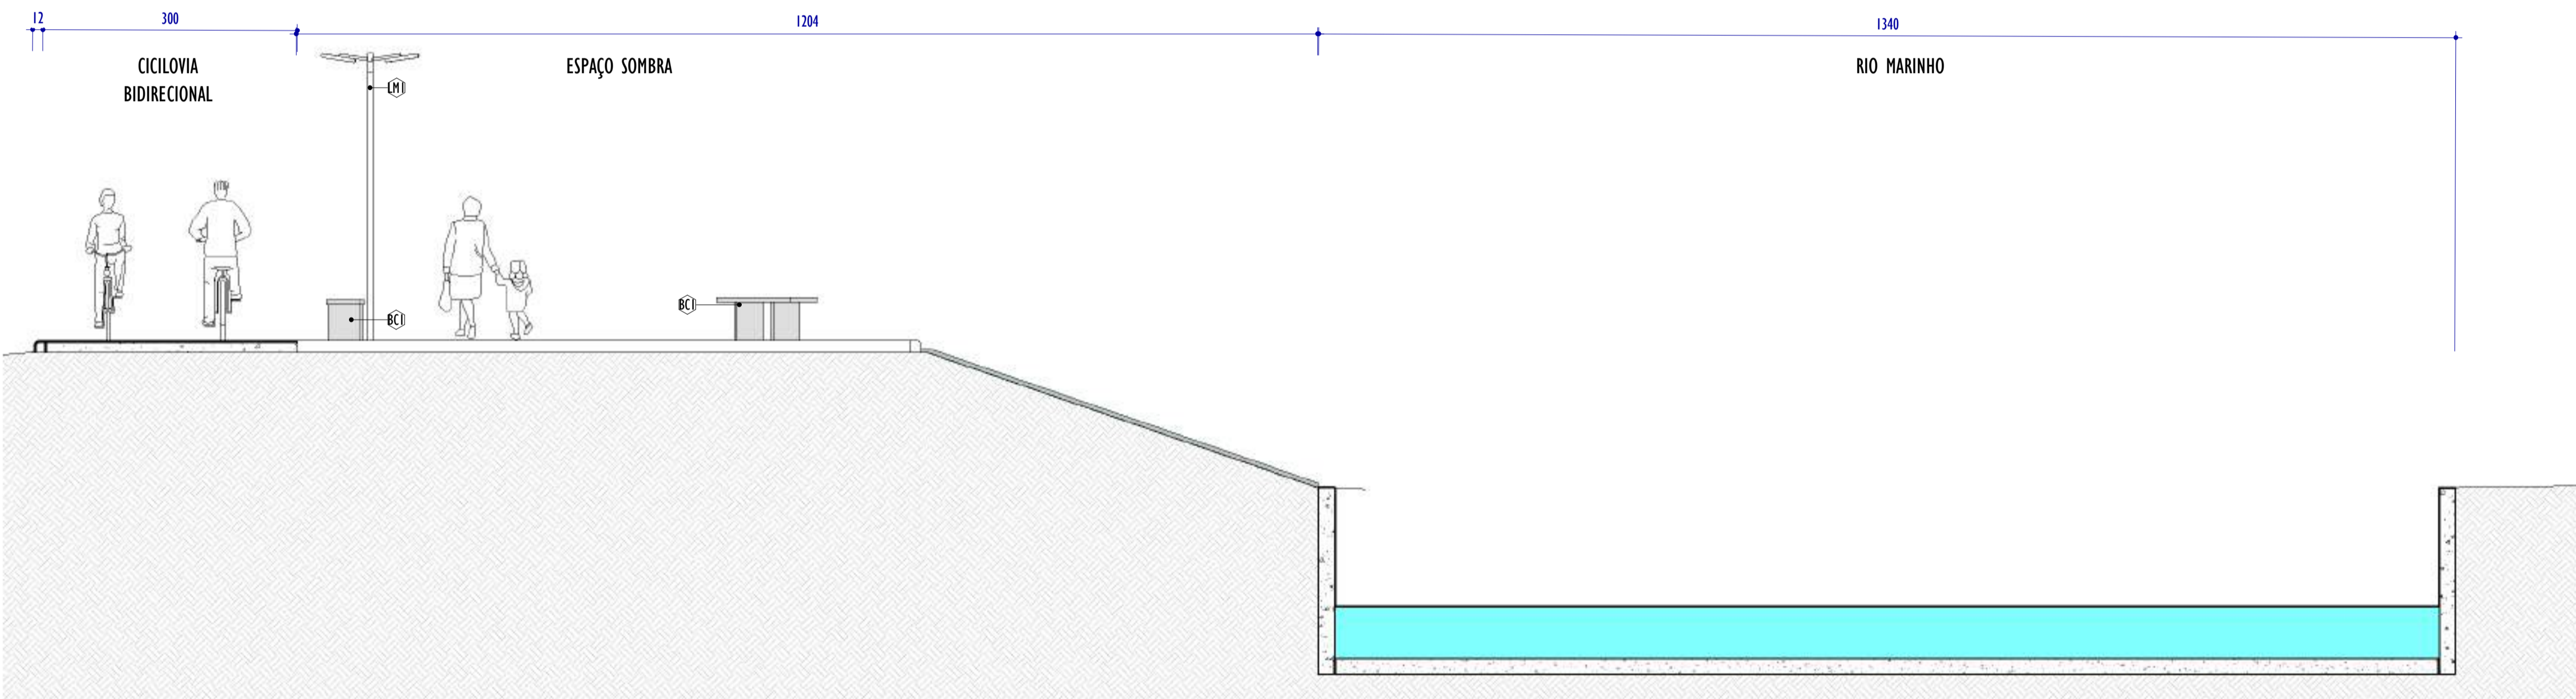 12
300
1204
1340
CICILOVIA
BIDIRECIONAL
ESPAÇO SOMBRA
RIO MARINHO
LM1
BC1
BC1